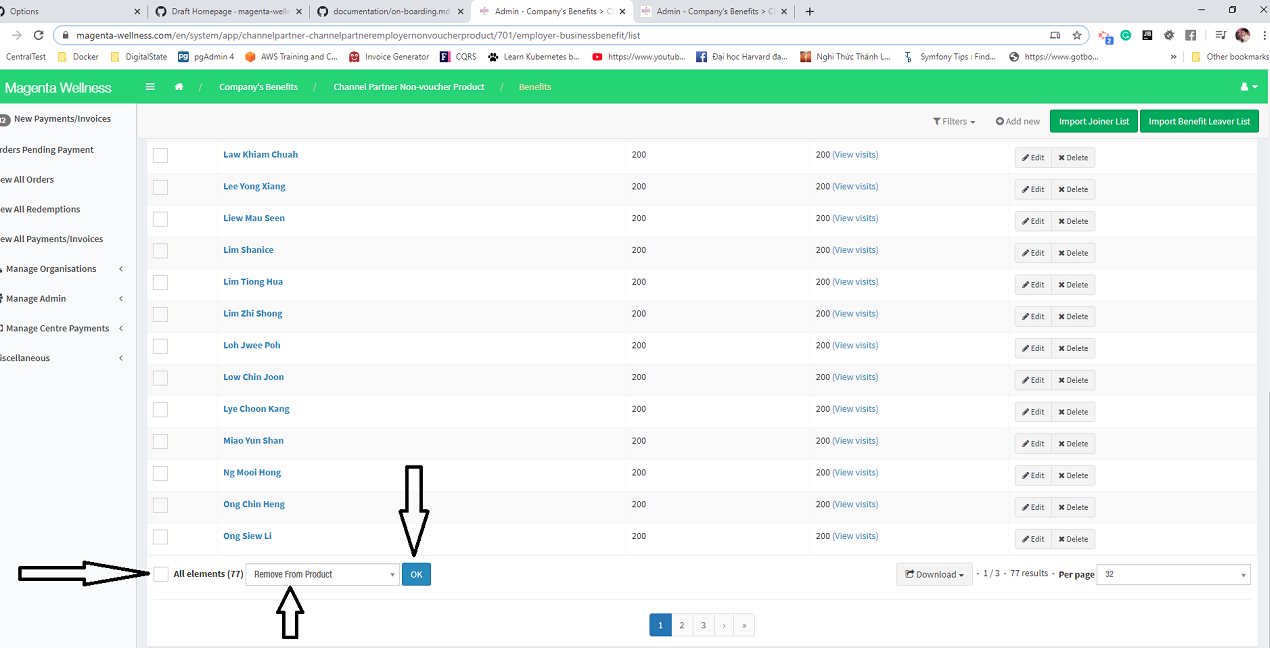 Options
Draft Homepage - magenta-well
documentation/on-boarding.md
Admin - Company's Benefits > C
Admin - Company's Benefits > C
magenta-wellness.com/en/system/app/channelpartner-channelpartneremployernonvoucherproduct/701/employer-businessbenefit/list
2
CentralTest
Docker
DigitalState
pgAdmin 4
AWS Training and C...
Invoice Generator
CQRS
Learn Kubernetes b...
https://www.youtub...
Đại học Harvard đa...
Nghi Thức Thành L...
Symfony Tips : Find...
https://www.gotbo...
»
Other bookmarks
Magenta Wellness
/ Company's Benefits / Channel Partner Non-voucher Product / Benefits
Filters
Add new
Import Joiner List
Import Benefit Leaver List
New Payments/Invoices
rders Pending Payment
ew All Orders
ew All Redemptions
ew All Payments/Invoices
Manage Organisations
Manage Admin
Manage Centre Payments
iscellaneous
Law Khiam Chuah 200 200 (View visits) Edit Delete
Lee Yong Xiang 200 200 (View visits) Edit Delete
Liew Mau Seen 200 200 (View visits) Edit Delete
Lim Shanice 200 200 (View visits) Edit Delete
Lim Tiong Hua 200 200 (View visits) Edit Delete
Lim Zhi Shong 200 200 (View visits) Edit Delete
Loh Jwee Poh 200 200 (View visits) Edit Delete
Low Chin Joon 200 200 (View visits) Edit Delete
Lye Choon Kang 200 200 (View visits) Edit Delete
Miao Yun Shan 200 200 (View visits) Edit Delete
Ng Mooi Hong 200 200 (View visits) Edit Delete
Ong Chin Heng 200 200 (View visits) Edit Delete
Ong Siew Li 200 200 (View visits) Edit Delete
All elements (77) Remove From Product OK
Download - 1 / 3 - 77 results - Per page 32
1 2 3 › »